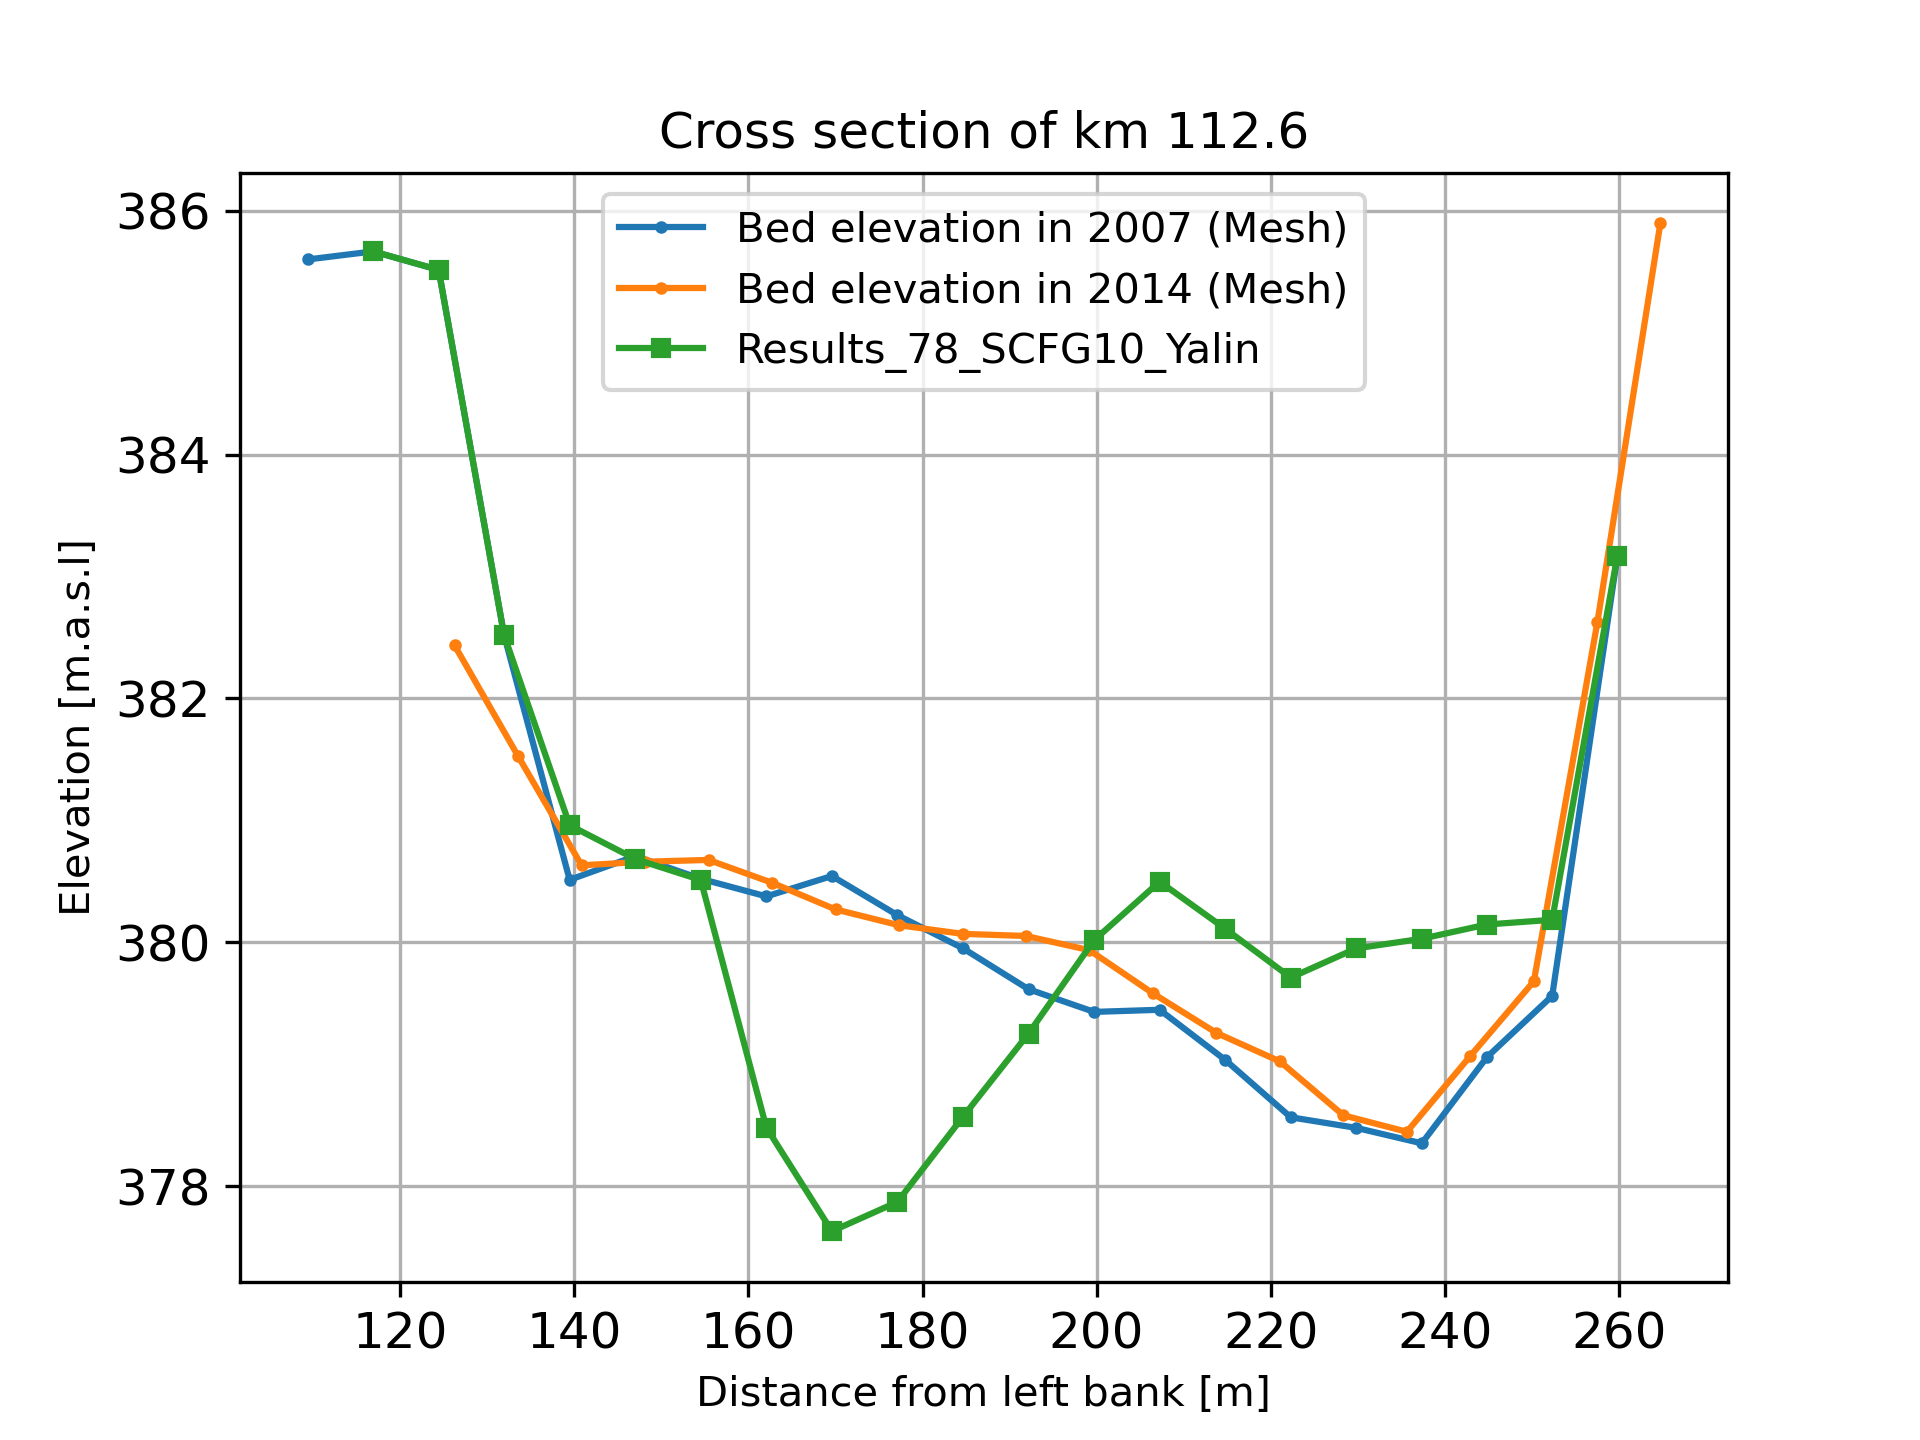 Cross section of km 112.6
Bed elevation in 2007 (Mesh)
Bed elevation in 2014 (Mesh)
Results_78_SCFG10_Yalin
Elevation [m.a.s.l]
386
384
382
380
378
120 140 160 180 200 220 240 260
Distance from left bank [m]